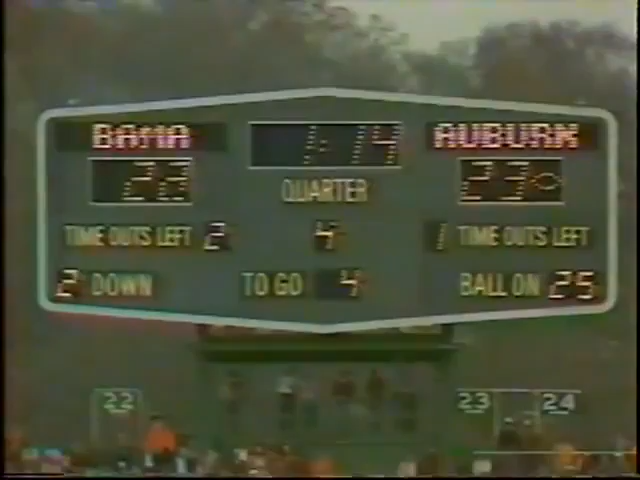 BAMA 1:14 AUBURN
22 23
QUARTER
TIME OUTS LEFT 2 4 1 TIME OUTS LEFT
2 DOWN TO GO 4 BALL ON 25
22 23 24